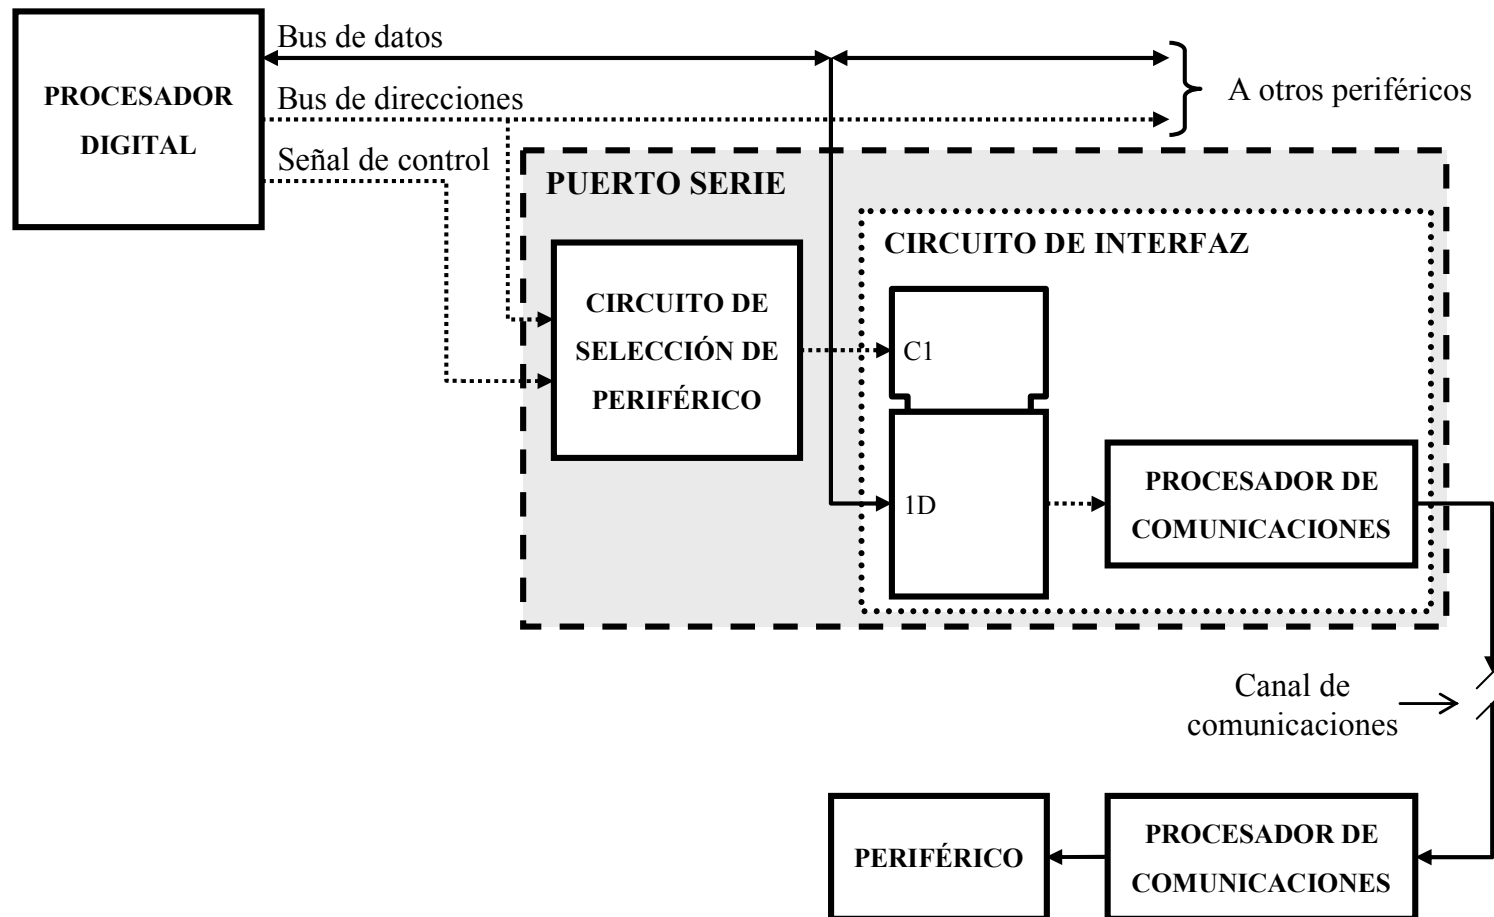 Bus de datos
PROCESADOR
DIGITAL
Bus de direcciones
A otros periféricos
Señal de control
PUERTO SERIE
CIRCUITO DE INTERFAZ
CIRCUITO DE
SELECCIÓN DE
PERIFÉRICO
C1
1D
PROCESADOR DE
COMUNICACIONES
Canal de
comunicaciones
PERIFÉRICO
PROCESADOR DE
COMUNICACIONES